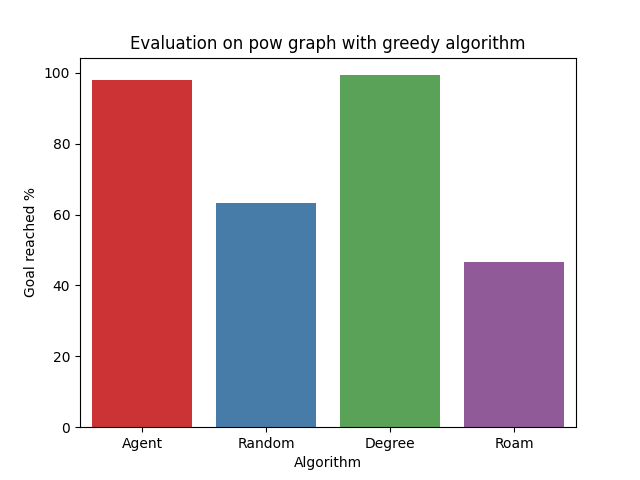 Evaluation on pow graph with greedy algorithm
Goal reached %
100
80
60
40
20
0
Agent Random Degree Roam
Algorithm